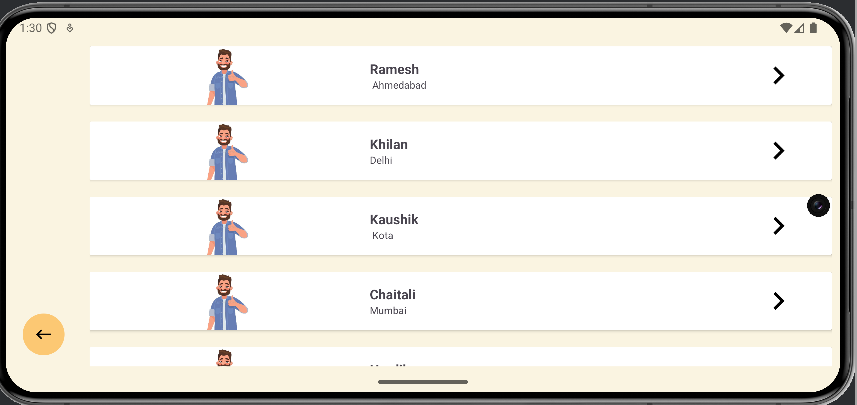 1:30
Ramesh
Ahmedabad
Khilan
Delhi
Kaushik
Kota
Chaitali
Mumbai